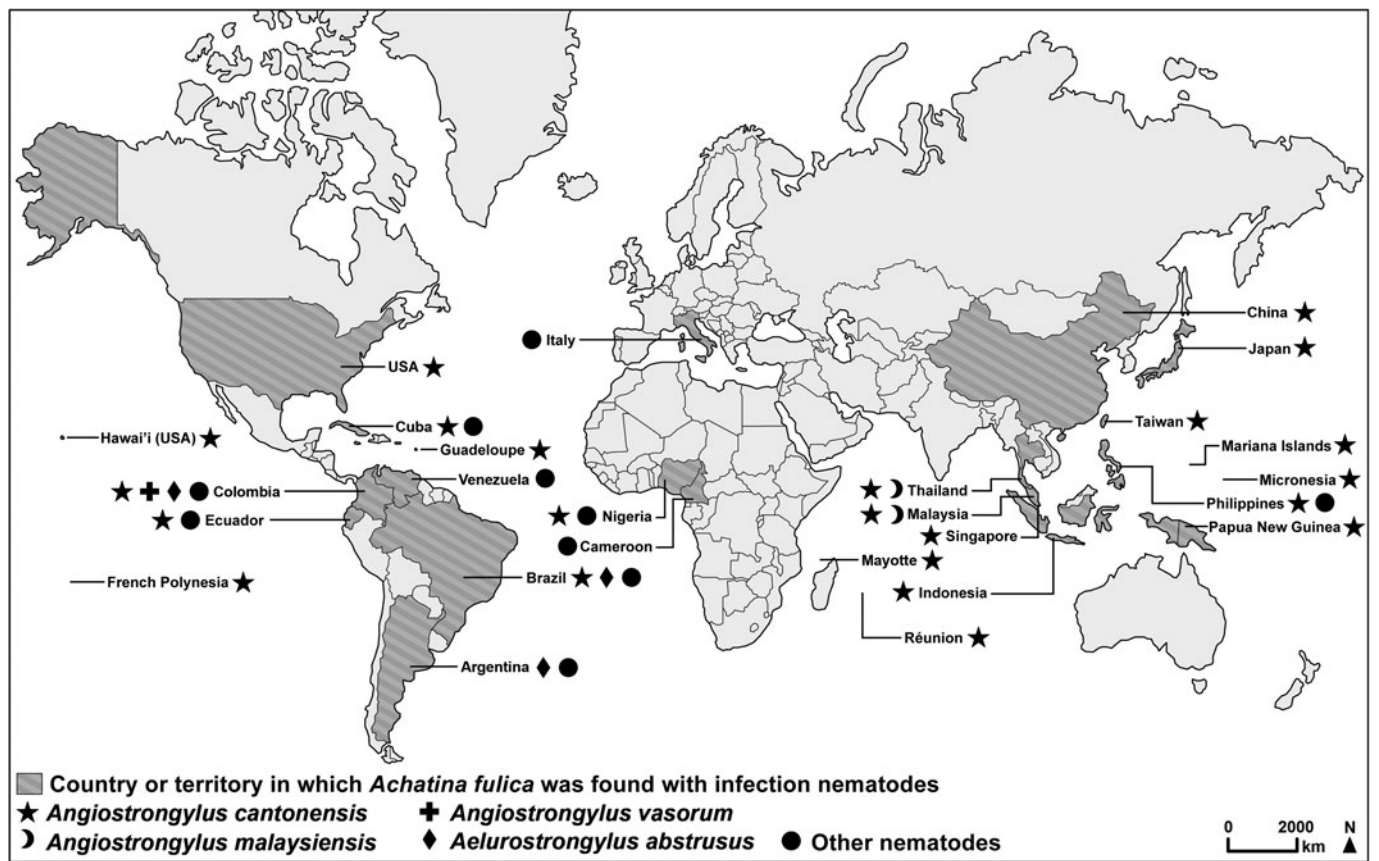 China
Italy
Japan
USA
Cuba
Taiwan
Hawai'i (USA)
Guadeloupe
Mariana Islands
Venezuela
Micronesia
Colombia
Thailand
Philippines
Ecuador
Nigeria
Malaysia
Papua New Guinea
Singapore
Cameroon
Mayotte
French Polynesia
Brazil
Indonesia
Réunion
Argentina
Country or territory in which Achatina fulica was found with infection nematodes
Angiostrongylus cantonensis
Angiostrongylus vasorum
Angiostrongylus malaysiensis
Aelurostrongylus abstrusus
Other nematodes
0 2000 N
km